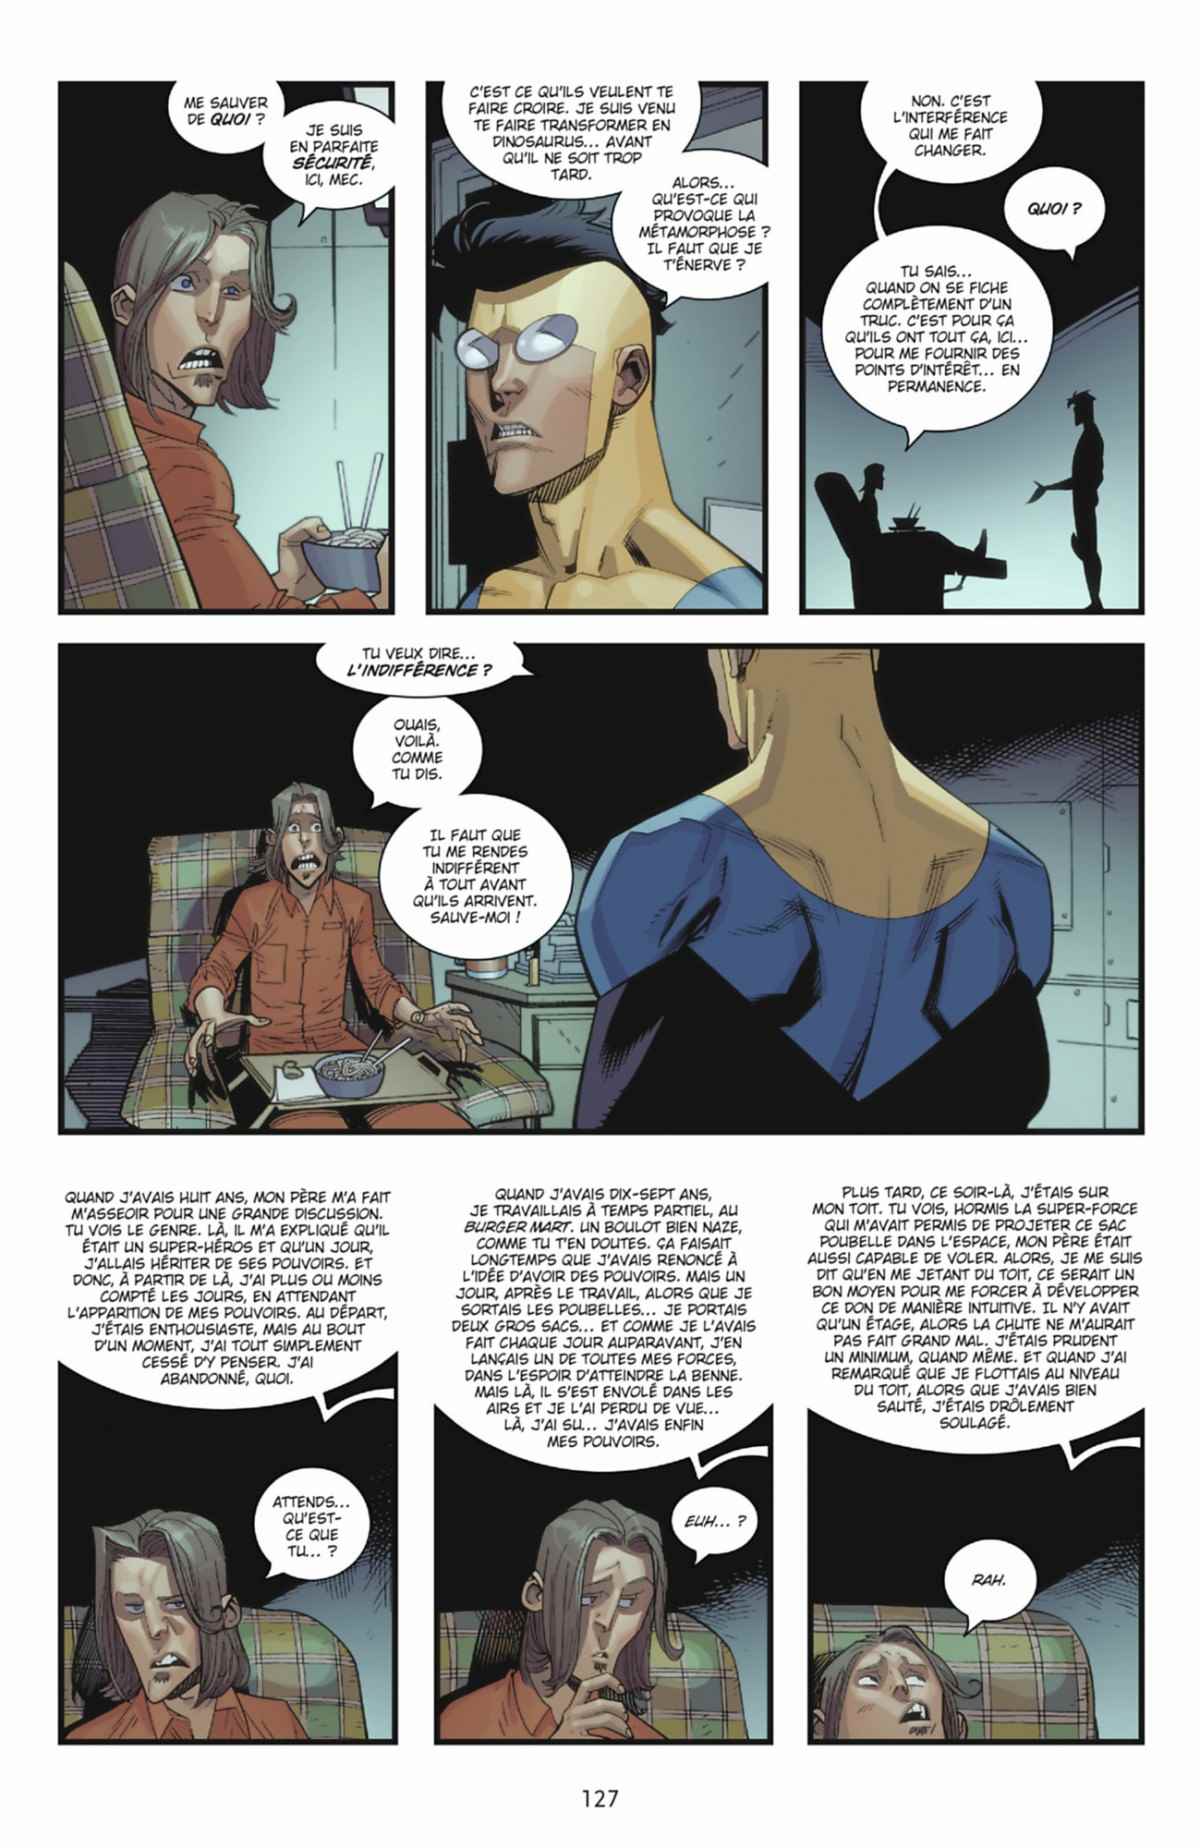 ME SAUVER
DE QUOI ?
JE SUIS
EN PARFAITE
SÉCURITÉ,
ICI, MEC.
C'EST CE QU'ILS VEULENT TE
FAIRE CROIRE. JE SUIS VENU
TE FAIRE TRANSFORMER EN
DINOSAURUS... AVANT
QU'IL NE SOIT TROP
TARD.
ALORS...
QU'EST-CE QUI
PROVOQUE LA
MÉTAMORPHOSE ?
IL FAUT QUE JE
T'ÉNERVE ?
NON. C'EST
L'INTERFÉRENCE
QUI ME FAIT
CHANGER.
QUOI ?
TU SAIS...
QUAND ON SE FICHE
COMPLÈTEMENT D'UN
TRUC. C'EST POUR ÇA
QU'ILS ONT TOUT ÇA, ICI...
POUR ME FOURNIR DES
POINTS D'INTÉRÊT... EN
PERMANENCE.
TU VEUX DIRE...
L'INDIFFÉRENCE ?
OUAIS,
VOILÀ.
COMME
TU DIS.
IL FAUT QUE
TU ME RENDES
INDIFFÉRENT
À TOUT AVANT
QU'ILS ARRIVENT.
SAUVE-MOI !
QUAND J'AVAIS HUIT ANS, MON PÈRE M'A FAIT
M'ASSEOIR POUR UNE GRANDE DISCUSSION.
TU VOIS LE GENRE. LÀ, IL M'A EXPLIQUÉ QU'IL
ÉTAIT UN SUPER-HÉROS ET QU'UN JOUR,
J'ALLAIS HÉRITER DE SES POUVOIRS. ET
DONC, À PARTIR DE LÀ, J'AI PLUS OU MOINS
COMPTÉ LES JOURS, EN ATTENDANT
L'APPARITION DE MES POUVOIRS. AU DÉPART,
J'ÉTAIS ENTHOUSIASTE, MAIS AU BOUT
D'UN MOMENT, J'AI TOUT SIMPLEMENT
CESSÉ D'Y PENSER. J'AI
ABANDONNÉ, QUOI.
ATTENDS...
QU'EST-
CE QUE
TU... ?
QUAND J'AVAIS DIX-SEPT ANS,
JE TRAVAILLAIS À TEMPS PARTIEL, AU
BURGER MART. UN BOULOT BIEN NAZE,
COMME TU T'EN DOUTES. ÇA FAISAIT
LONGTEMPS QUE J'AVAIS RENONCÉ À
L'IDÉE D'AVOIR DES POUVOIRS. MAIS UN
JOUR, APRÈS LE TRAVAIL, ALORS QUE JE
SORTAIS LES POUBELLES... JE PORTAIS
DEUX GROS SACS... ET COMME JE L'AVAIS
FAIT CHAQUE JOUR AUPARAVANT, J'EN
LANÇAIS UN DE TOUTES MES FORCES,
DANS L'ESPOIR D'ATTEINDRE LA BENNE.
MAIS LÀ, IL S'EST ENVOLÉ DANS LES
AIRS ET JE L'AI PERDU DE VUE...
LÀ, J'AI SU... J'AVAIS ENFIN
MES POUVOIRS.
EUH... ?
PLUS TARD, CE SOIR-LÀ, J'ÉTAIS SUR
MON TOIT. TU VOIS, HORMIS LA SUPER-FORCE
QUI M'AVAIT PERMIS DE PROJETER CE SAC
POUBELLE DANS L'ESPACE, MON PÈRE ÉTAIT
AUSSI CAPABLE DE VOLER. ALORS, JE ME SUIS
DIT QU'EN ME JETANT DU TOIT, CE SERAIT UN
BON MOYEN POUR ME FORCER À DÉVELOPPER
CE DON DE MANIÈRE INTUITIVE. IL N'Y AVAIT
QU'UN ÉTAGE, ALORS LA CHUTE NE M'AURAIT
PAS FAIT GRAND MAL. J'ÉTAIS PRUDENT
UN MINIMUM, QUAND MÊME. ET QUAND J'AI
REMARQUÉ QUE JE FLOTTAIS AU NIVEAU
DU TOIT, ALORS QUE J'AVAIS BIEN
SAUTÉ, J'ÉTAIS DRÔLEMENT
SOULAGÉ.
RAH.
127